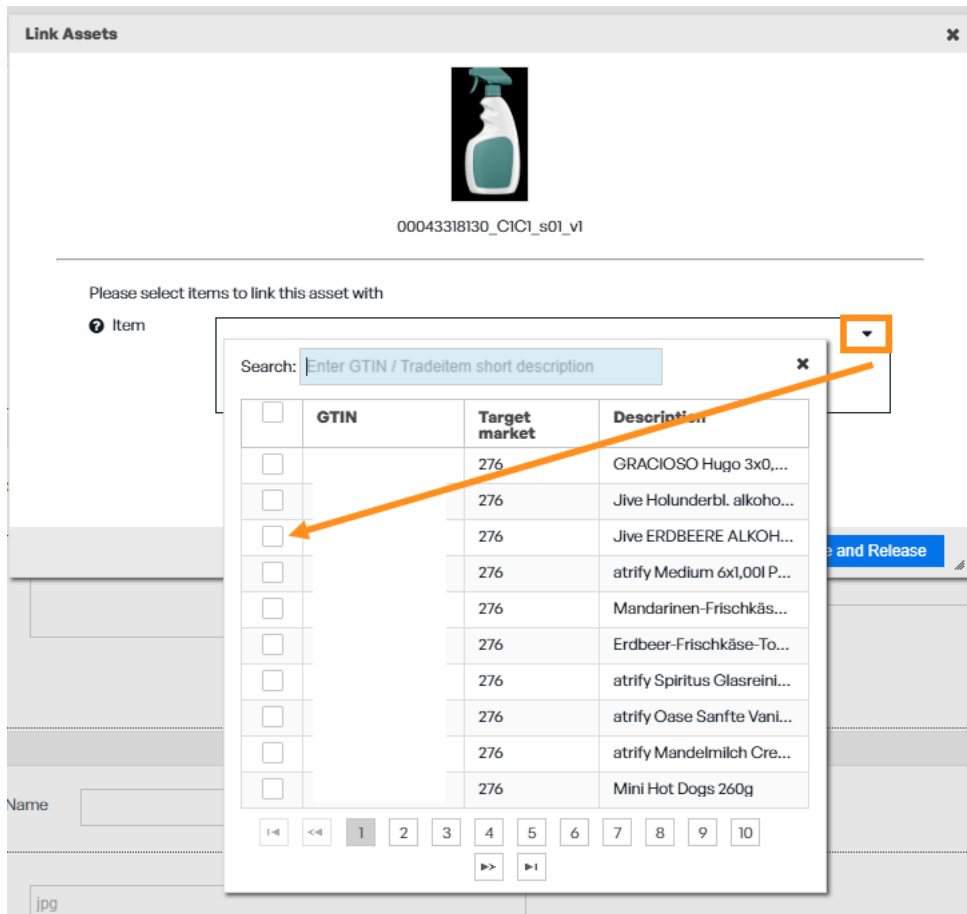 Link Assets
00043318130_C1C1_s01_v1
Please select items to link this asset with
Item
Search: Enter GTIN / Tradeitem short description
GTIN Target market Description
276 GRACIOSO Hugo 3x0,...
276 Jive Holunderbl. alkoho...
276 Jive ERDBEERE ALKOH...
276 atrify Medium 6x1,00l P...
276 Mandarinen-Frischkäs...
276 Erdbeer-Frischkäse-To...
276 atrify Spiritus Glasreini...
276 atrify Oase Sanfte Vani...
276 atrify Mandelmilch Cre...
276 Mini Hot Dogs 260g
and Release
Name
1 2 3 4 5 6 7 8 9 10
jpg